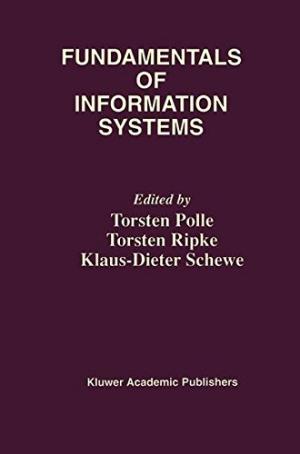 FUNDAMENTALS
OF
INFORMATION
SYSTEMS
Edited by
Torsten Polle
Torsten Ripke
Klaus-Dieter Schewe
Kluwer Academic Publishers